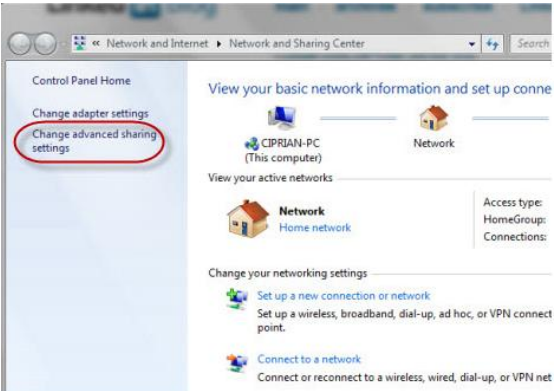 « Network and Internet ▸ Network and Sharing Center
Search
Control Panel Home
Change adapter settings
Change advanced sharing
settings
View your basic network information and set up conne
CIPRIAN-PC
(This computer)
Network
View your active networks
Network
Home network
Access type:
HomeGroup:
Connections:
Change your networking settings
Set up a new connection or network
Set up a wireless, broadband, dial-up, ad hoc, or VPN connect
point.
Connect to a network
Connect or reconnect to a wireless, wired, dial-up, or VPN net